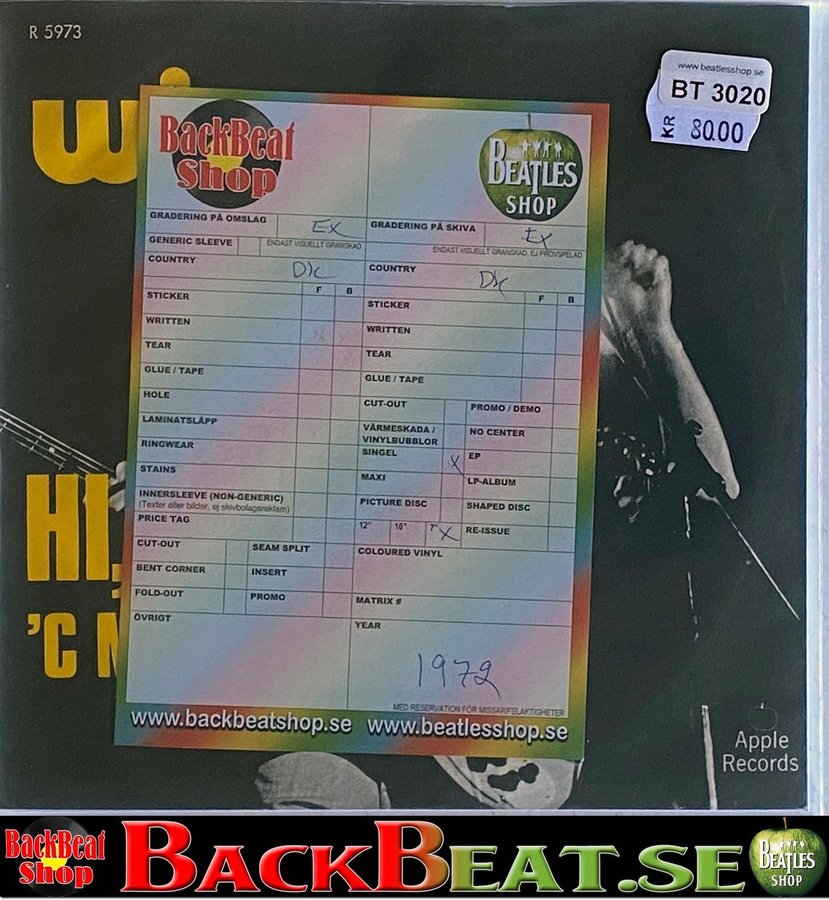 R 5973
www.beatlesshop.se
BT 3020
KR 80.00
wi
HI,
'C M
BackBeat
Shop
BEATLES
SHOP
GRADERING PÅ OMSLAG Ex
GENERIC SLEEVE ENDAST VISUELLT GRANSKAD
COUNTRY DK
F B
STICKER
WRITTEN
TEAR
GLUE / TAPE
HOLE
LAMINATSLÄPP
RINGWEAR
STAINS
INNERSLEEVE (NON-GENERIC)
(Texter eller bilder, ej skivbolagsreklam)
PRICE TAG
CUT-OUT SEAM SPLIT
BENT CORNER INSERT
FOLD-OUT PROMO
ÖVRIGT
GRADERING PÅ SKIVA Ex
ENDAST VISUELLT GRANSKAD, EJ PROVSPELAD
COUNTRY DK
F B
STICKER
WRITTEN
TEAR
GLUE / TAPE
CUT-OUT PROMO / DEMO
VÄRMESKADA /
VINYLBUBBLOR NO CENTER
SINGEL X EP
MAXI LP-ALBUM
PICTURE DISC SHAPED DISC
12" 10" 7" X RE-ISSUE
COLOURED VINYL
MATRIX #
YEAR
1972
MED RESERVATION FÖR MISSAR/FELAKTIGHETER
www.backbeatshop.se www.beatlesshop.se
Apple
Records
BackBeat
Shop
BACKBEAT.SE
BEATLES
SHOP